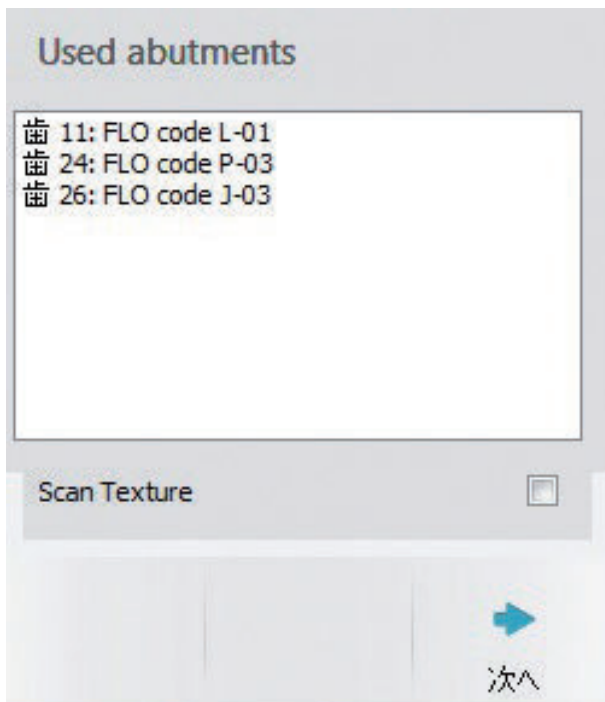 Used abutments
歯 11: FLO code L-01
歯 24: FLO code P-03
歯 26: FLO code J-03
Scan Texture
次へ